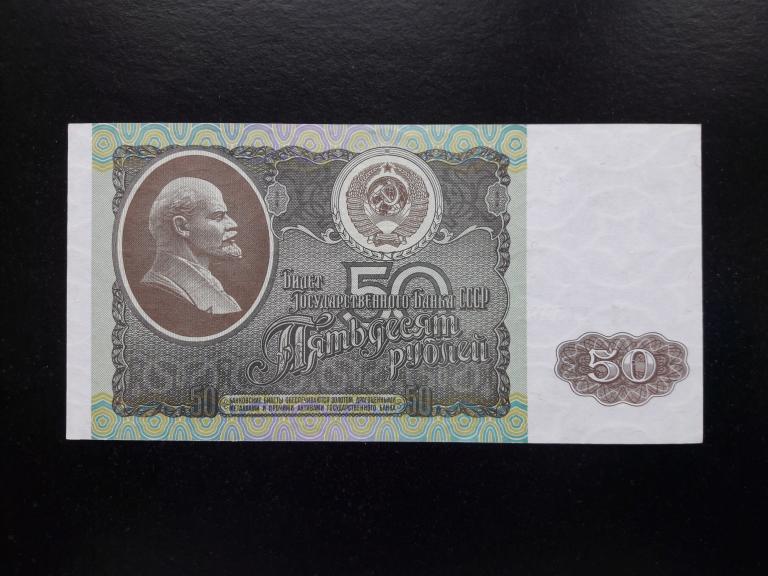 Билет
50
Государственного Банка СССР
Пятьдесят
рублей
50
50 БАНКОВСКИЕ БИЛЕТЫ ОБЕСПЕЧИВАЮТСЯ ЗОЛОТОМ, ДРАГОЦЕННЫМИ 50
МЕТАЛЛАМИ И ПРОЧИМИ АКТИВАМИ ГОСУДАРСТВЕННОГО БАНКА